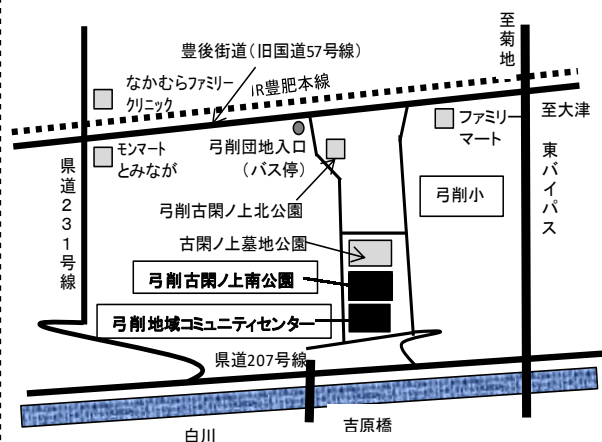 至菊地
豊後街道（旧国道57号線）
なかむらファミリー
クリニック
JR豊肥本線
至大津
ファミリー
マート
モンマート
とみなが
弓削団地入口
（バス停）
県道２３１号線
東バイパス
弓削小
弓削古閑ノ上北公園
古閑ノ上墓地公園
弓削古閑ノ上南公園
弓削地域コミュニティセンター
県道207号線
吉原橋
白川